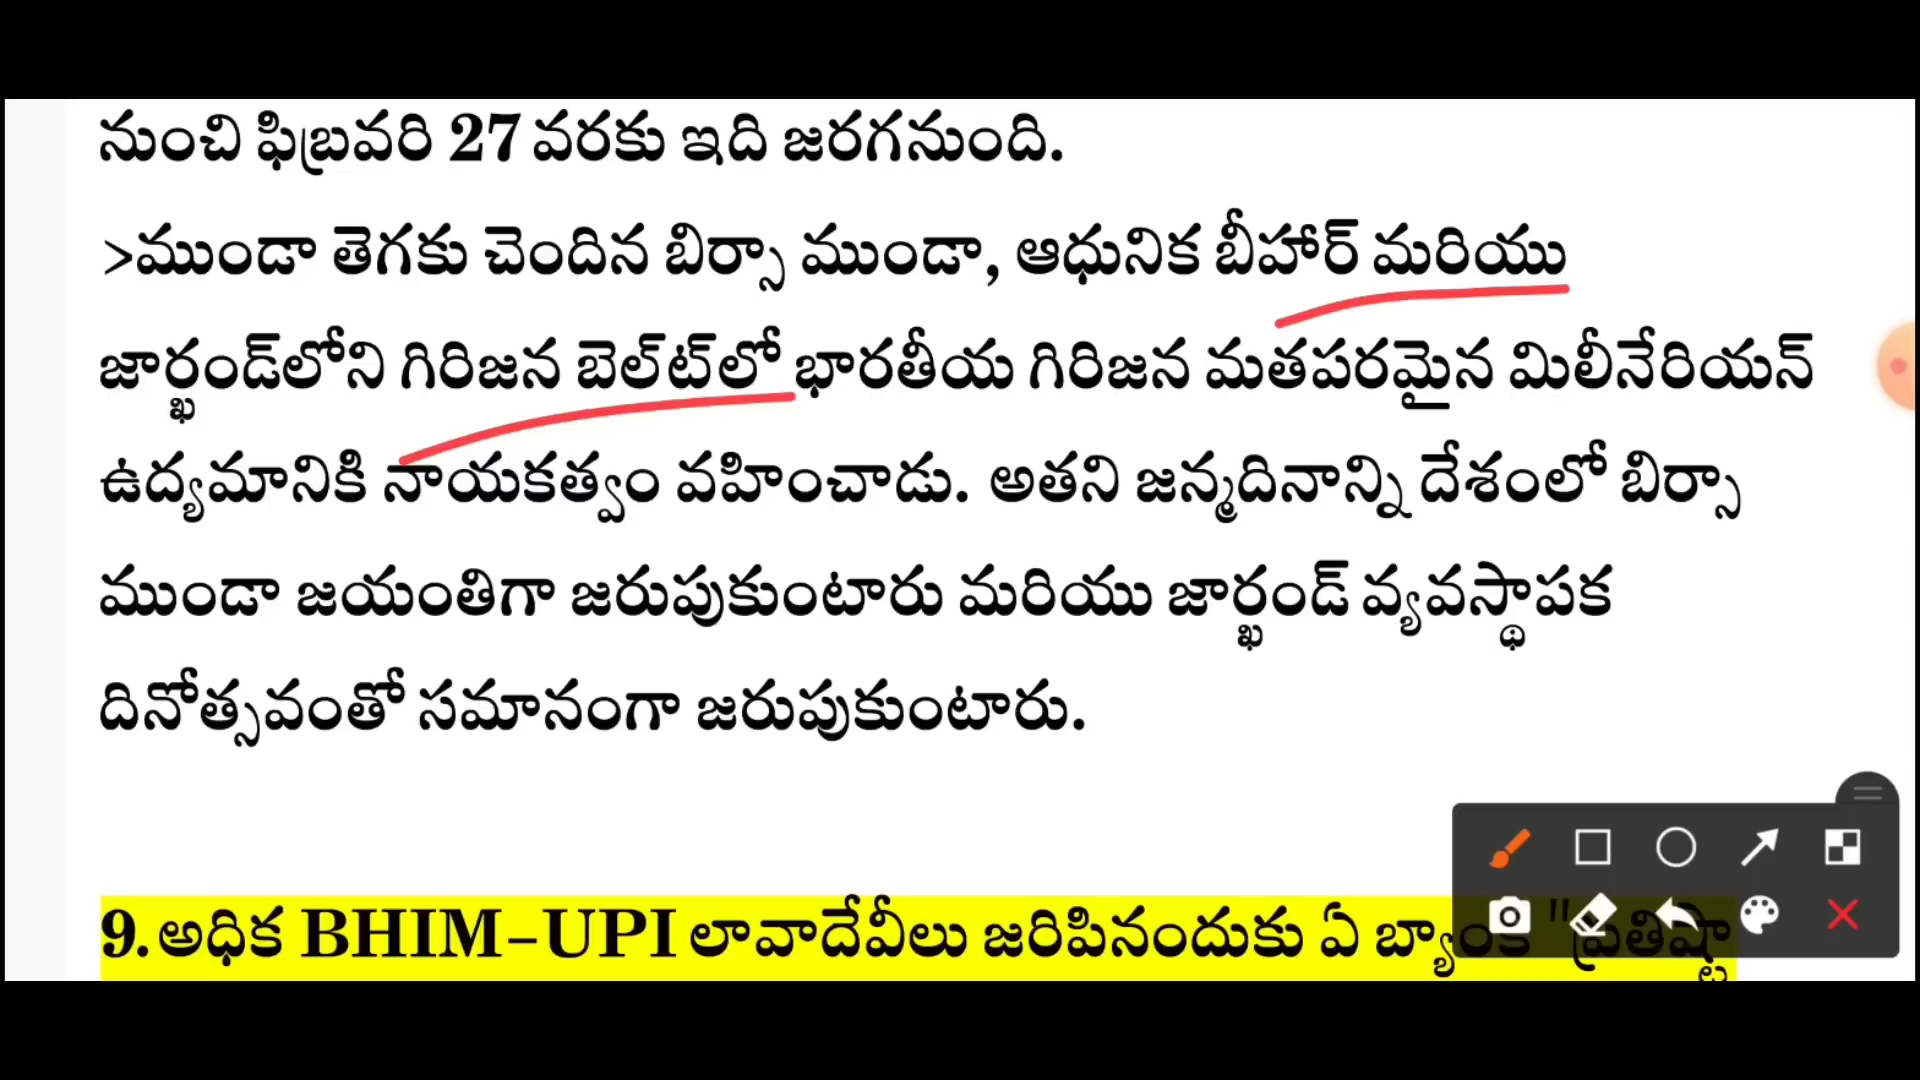 నుంచి ఫిబ్రవరి 27 వరకు ఇది జరగనుంది.
>ముండా తెగకు చెందిన బిర్సా ముండా, ఆధునిక బీహార్ మరియు
జార్ఖండ్‌లోని గిరిజన బెల్ట్‌లో భారతీయ గిరిజన మతపరమైన మిలీనేరియన్
ఉద్యమానికి నాయకత్వం వహించాడు. అతని జన్మదినాన్ని దేశంలో బిర్సా
ముండా జయంతిగా జరుపుకుంటారు మరియు జార్ఖండ్ వ్యవస్థాపక
దినోత్సవంతో సమానంగా జరుపుకుంటారు.
9. అధిక BHIM-UPI లావాదేవీలు జరిపినందుకు ఏ బ్యాంక్ "ప్రతిష్టా